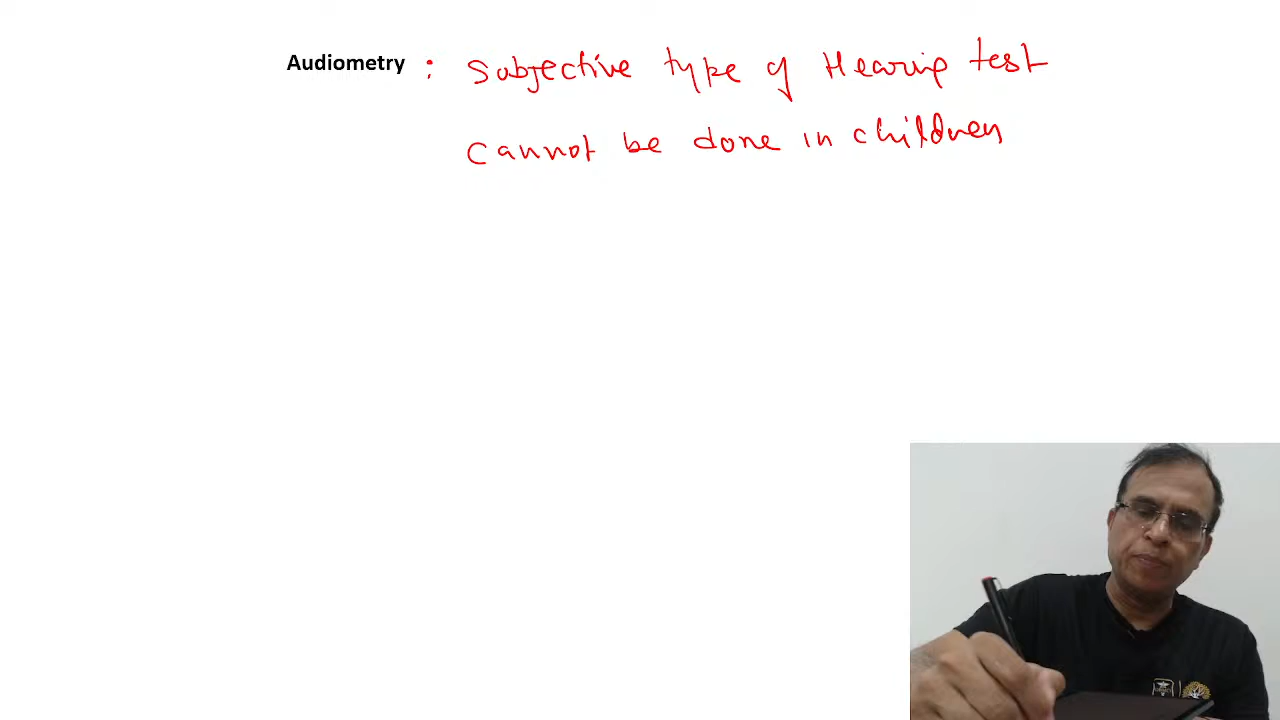 Audiometry : Subjective type of Hearing test
cannot be done in children